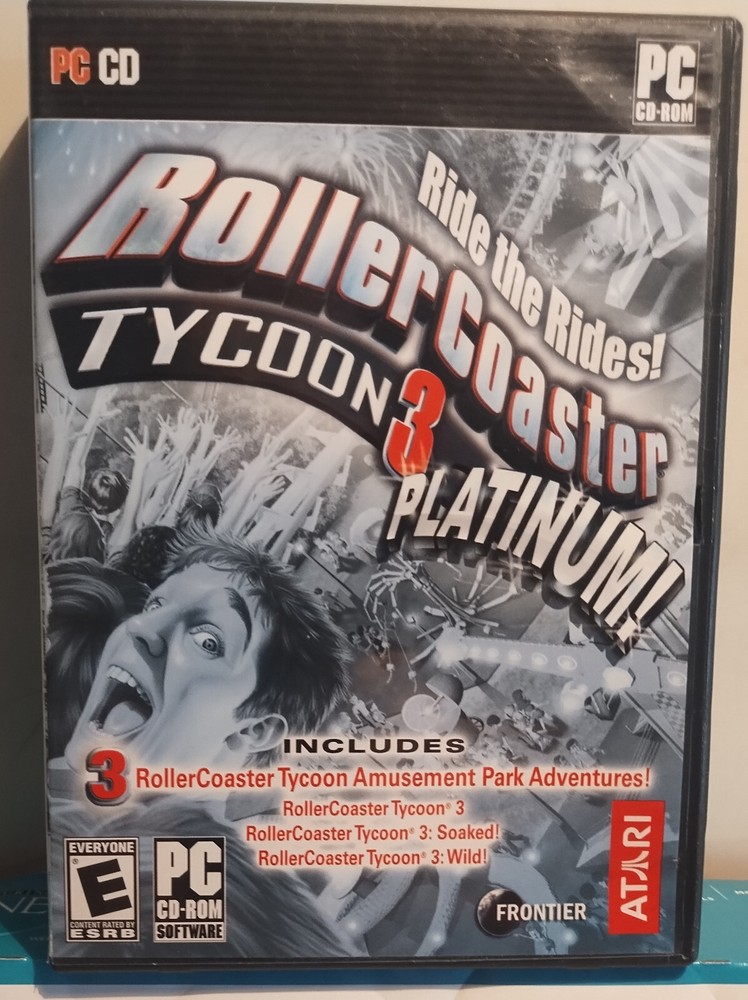 PC CD
PC
CD-ROM
Ride the Rides!
RollerCoaster
TYCOON 3
PLATINUM!
INCLUDES
3 RollerCoaster Tycoon Amusement Park Adventures!
RollerCoaster Tycoon® 3
RollerCoaster Tycoon® 3: Soaked!
RollerCoaster Tycoon® 3: Wild!
EVERYONE
E
CONTENT RATED BY
ESRB
PC
CD-ROM
SOFTWARE
FRONTIER
ATARI